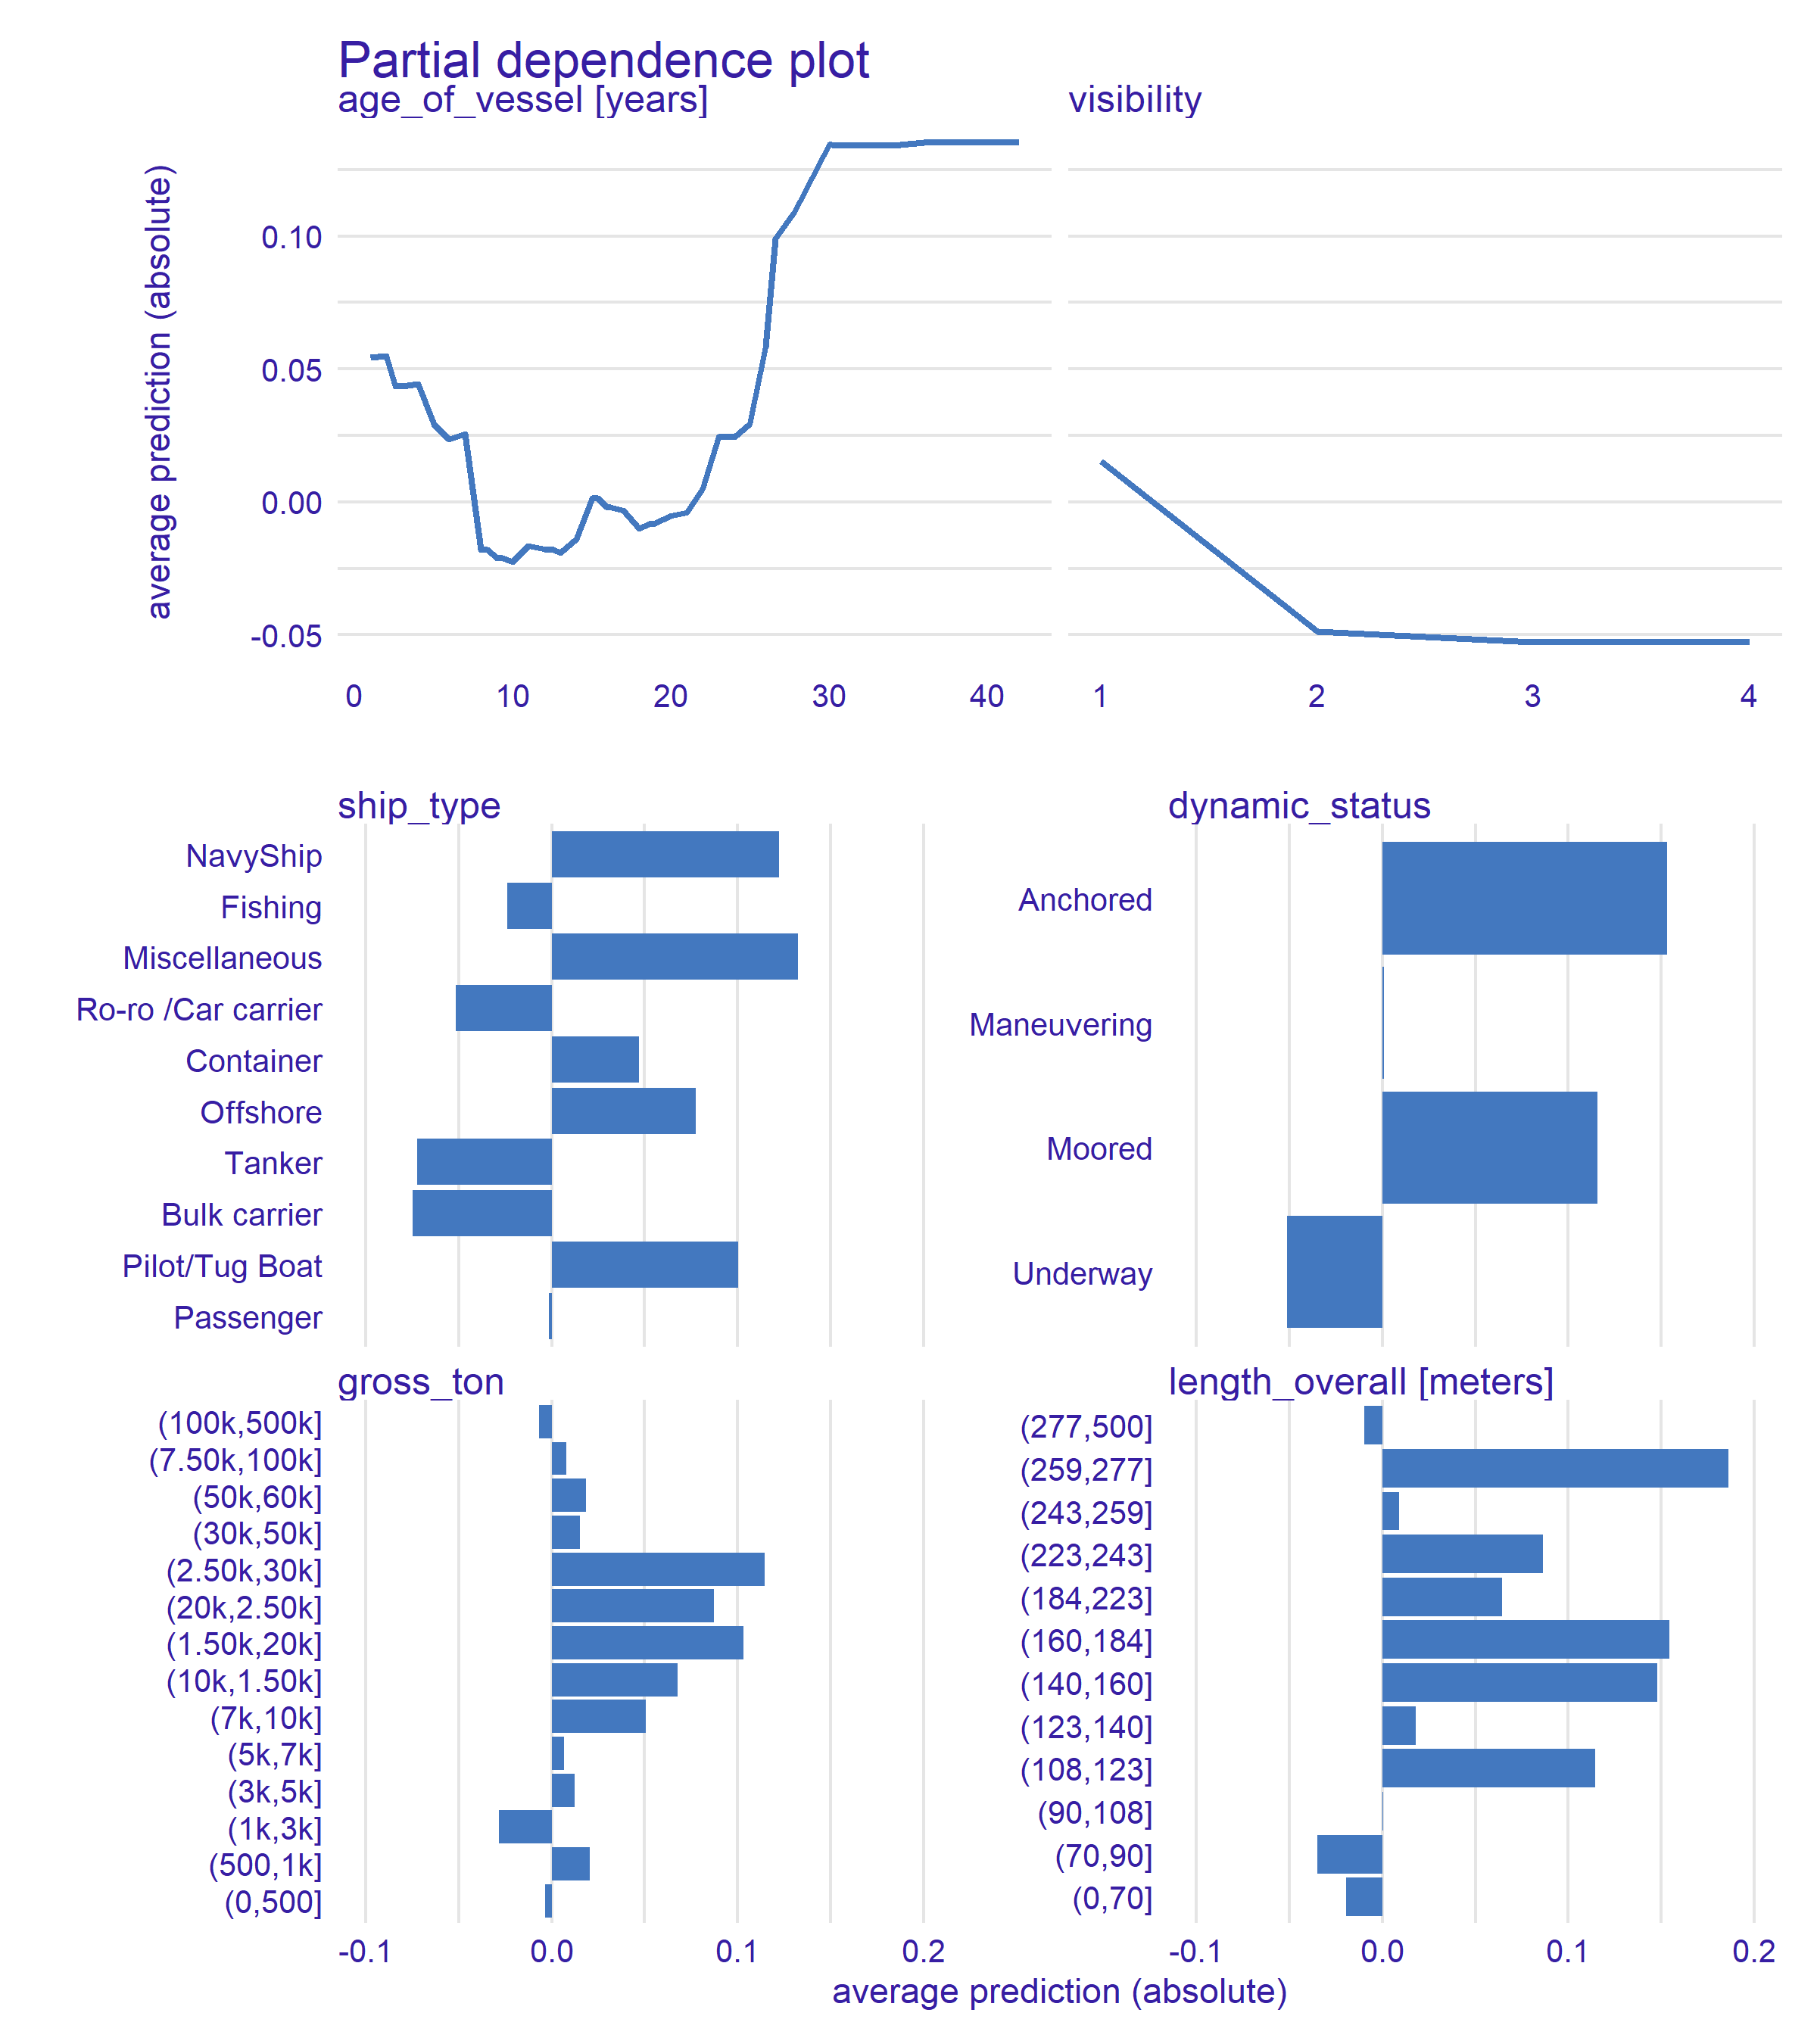 Partial dependence plot
age_of_vessel [years]
visibility
average prediction (absolute)
0.10
0.05
0.00
-0.05
0 10 20 30 40
1 2 3 4
ship_type
NavyShip
Fishing
Miscellaneous
Ro-ro /Car carrier
Container
Offshore
Tanker
Bulk carrier
Pilot/Tug Boat
Passenger
dynamic_status
Anchored
Maneuvering
Moored
Underway
gross_ton
(100k,500k]
(7.50k,100k]
(50k,60k]
(30k,50k]
(2.50k,30k]
(20k,2.50k]
(1.50k,20k]
(10k,1.50k]
(7k,10k]
(5k,7k]
(3k,5k]
(1k,3k]
(500,1k]
(0,500]
-0.1 0.0 0.1 0.2
length_overall [meters]
(277,500]
(259,277]
(243,259]
(223,243]
(184,223]
(160,184]
(140,160]
(123,140]
(108,123]
(90,108]
(70,90]
(0,70]
-0.1 0.0 0.1 0.2
average prediction (absolute)